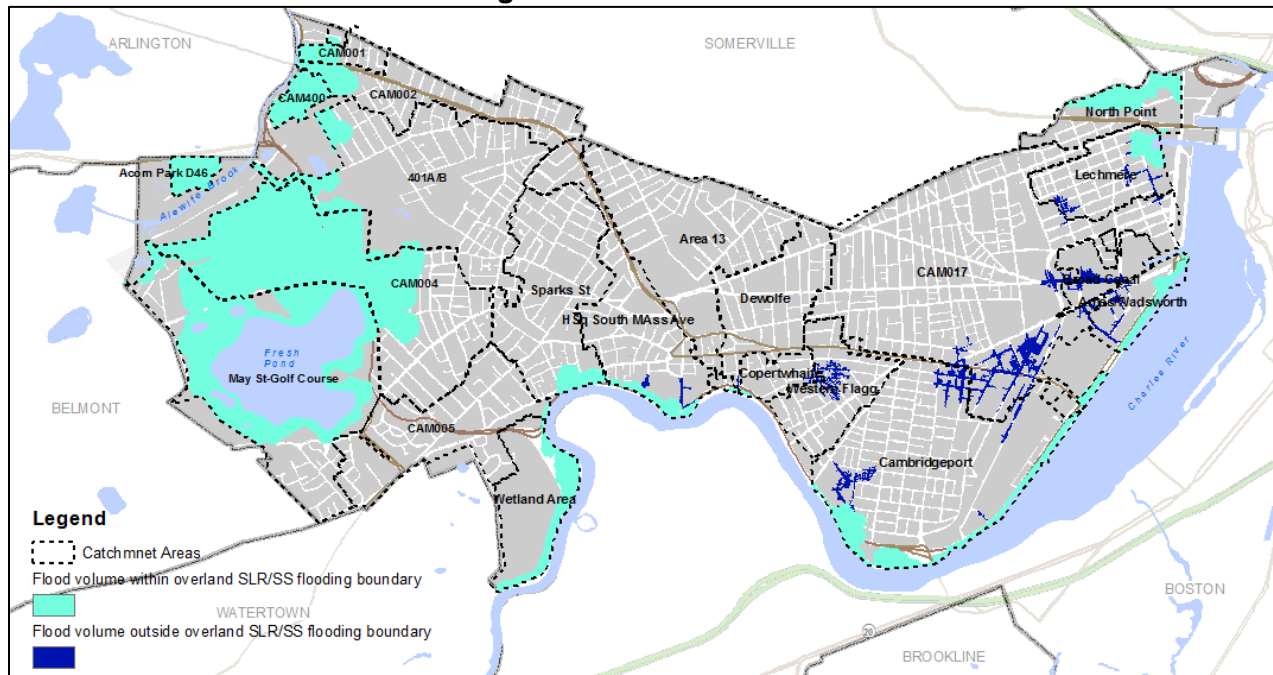 ARLINGTON
SOMERVILLE
CAM001
CAM400
CAM002
North Point
Acorn Park D46
Alewife Brook
401A/B
Lechmere
Area 13
CAM004
CAM017
Broad Canal
Sparks St
Dewolfe
Wadsworth
HSq South MAss Ave
Fresh
Pond
May St-Golf Course
Copertwhaite
Western Flagg
Charles River
BELMONT
CAM005
Cambridgeport
Wetland Area
Legend
Catchmnet Areas
Flood volume within overland SLR/SS flooding boundary
WATERTOWN
BOSTON
Flood volume outside overland SLR/SS flooding boundary
20
BROOKLINE